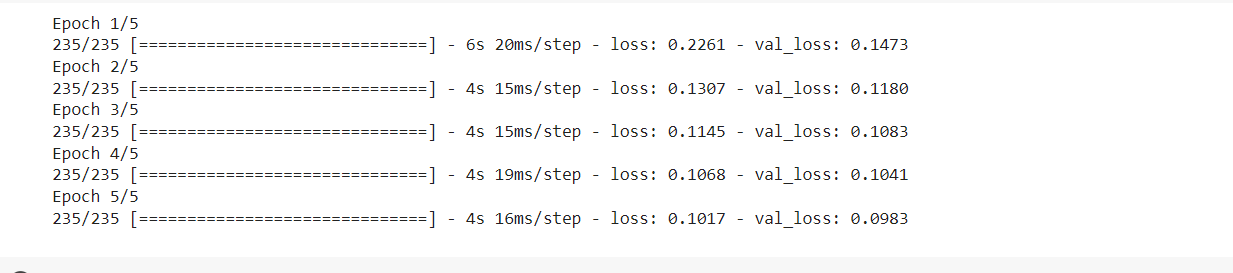 Epoch 1/5
235/235 [==============================] - 6s 20ms/step - loss: 0.2261 - val_loss: 0.1473
Epoch 2/5
235/235 [==============================] - 4s 15ms/step - loss: 0.1307 - val_loss: 0.1180
Epoch 3/5
235/235 [==============================] - 4s 15ms/step - loss: 0.1145 - val_loss: 0.1083
Epoch 4/5
235/235 [==============================] - 4s 19ms/step - loss: 0.1068 - val_loss: 0.1041
Epoch 5/5
235/235 [==============================] - 4s 16ms/step - loss: 0.1017 - val_loss: 0.0983